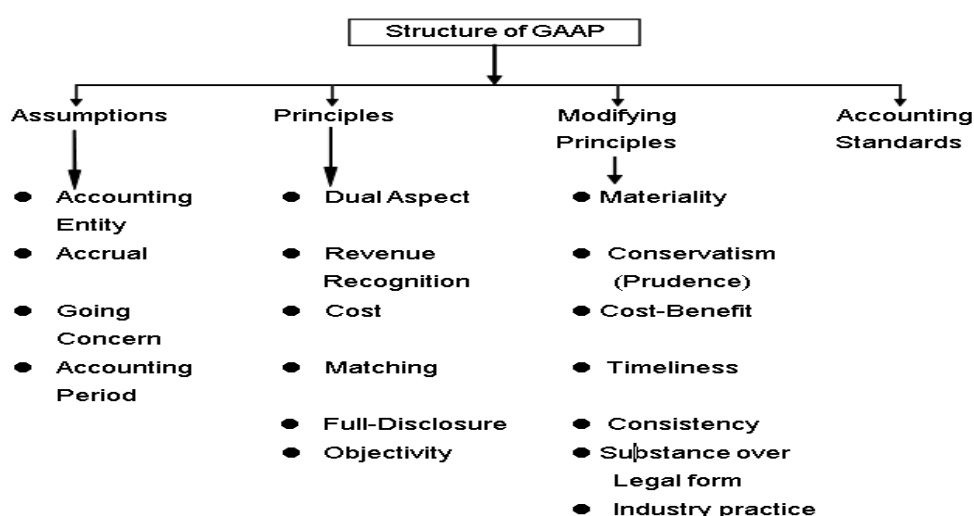 Structure of GAAP
Assumptions
Principles
Modifying
Principles
Accounting
Standards
● Accounting
Entity
● Accrual
● Going
Concern
● Accounting
Period
● Dual Aspect
● Revenue
Recognition
● Cost
● Matching
● Full-Disclosure
● Objectivity
● Materiality
● Conservatism
(Prudence)
● Cost-Benefit
● Timeliness
● Consistency
● Substance over
Legal form
● Industry practice